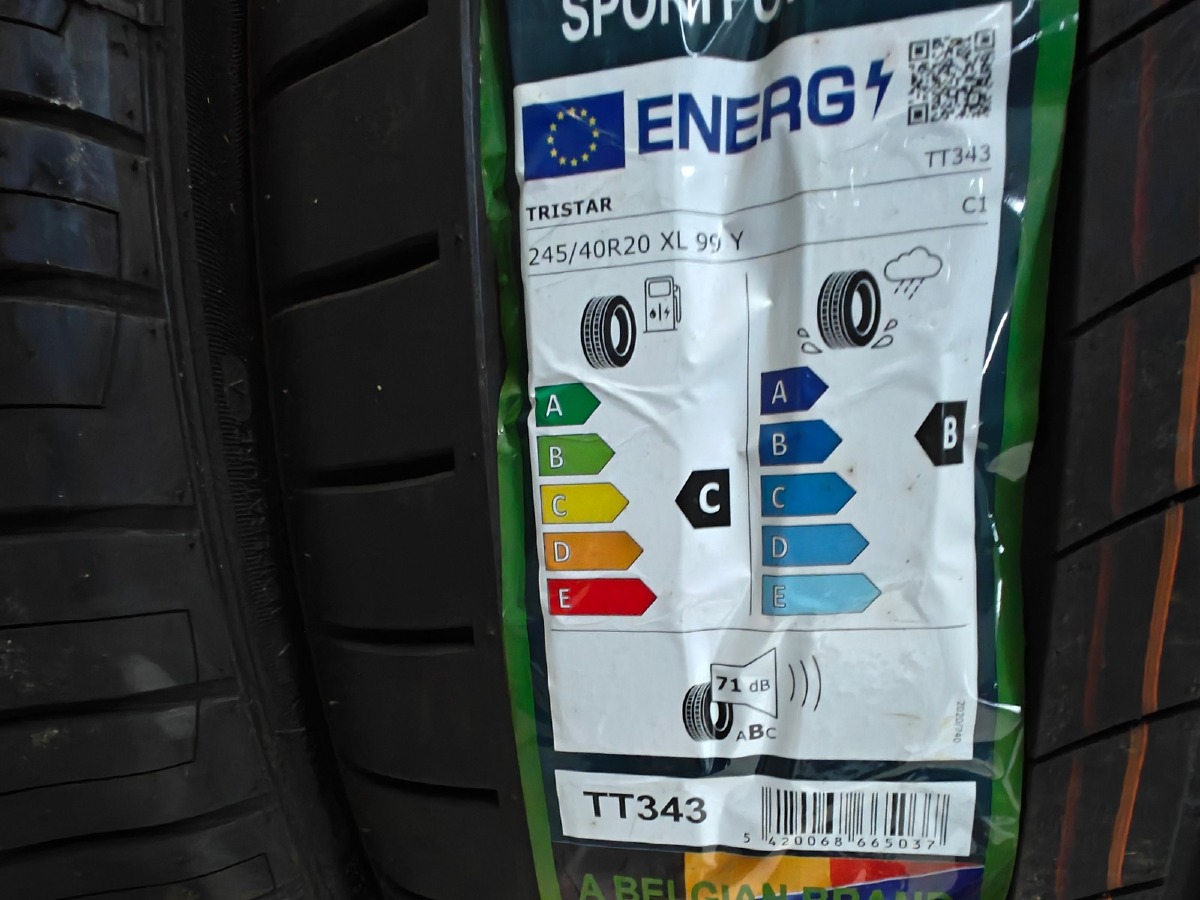 ENERG
TT343
TRISTAR
C1
245/40R20 XL 99 Y
A
B
C
D
E
C
A
B
C
D
E
B
71 dB
ABC
2020/740
TT343
5 420068 665037
A BELGIAN BRAND